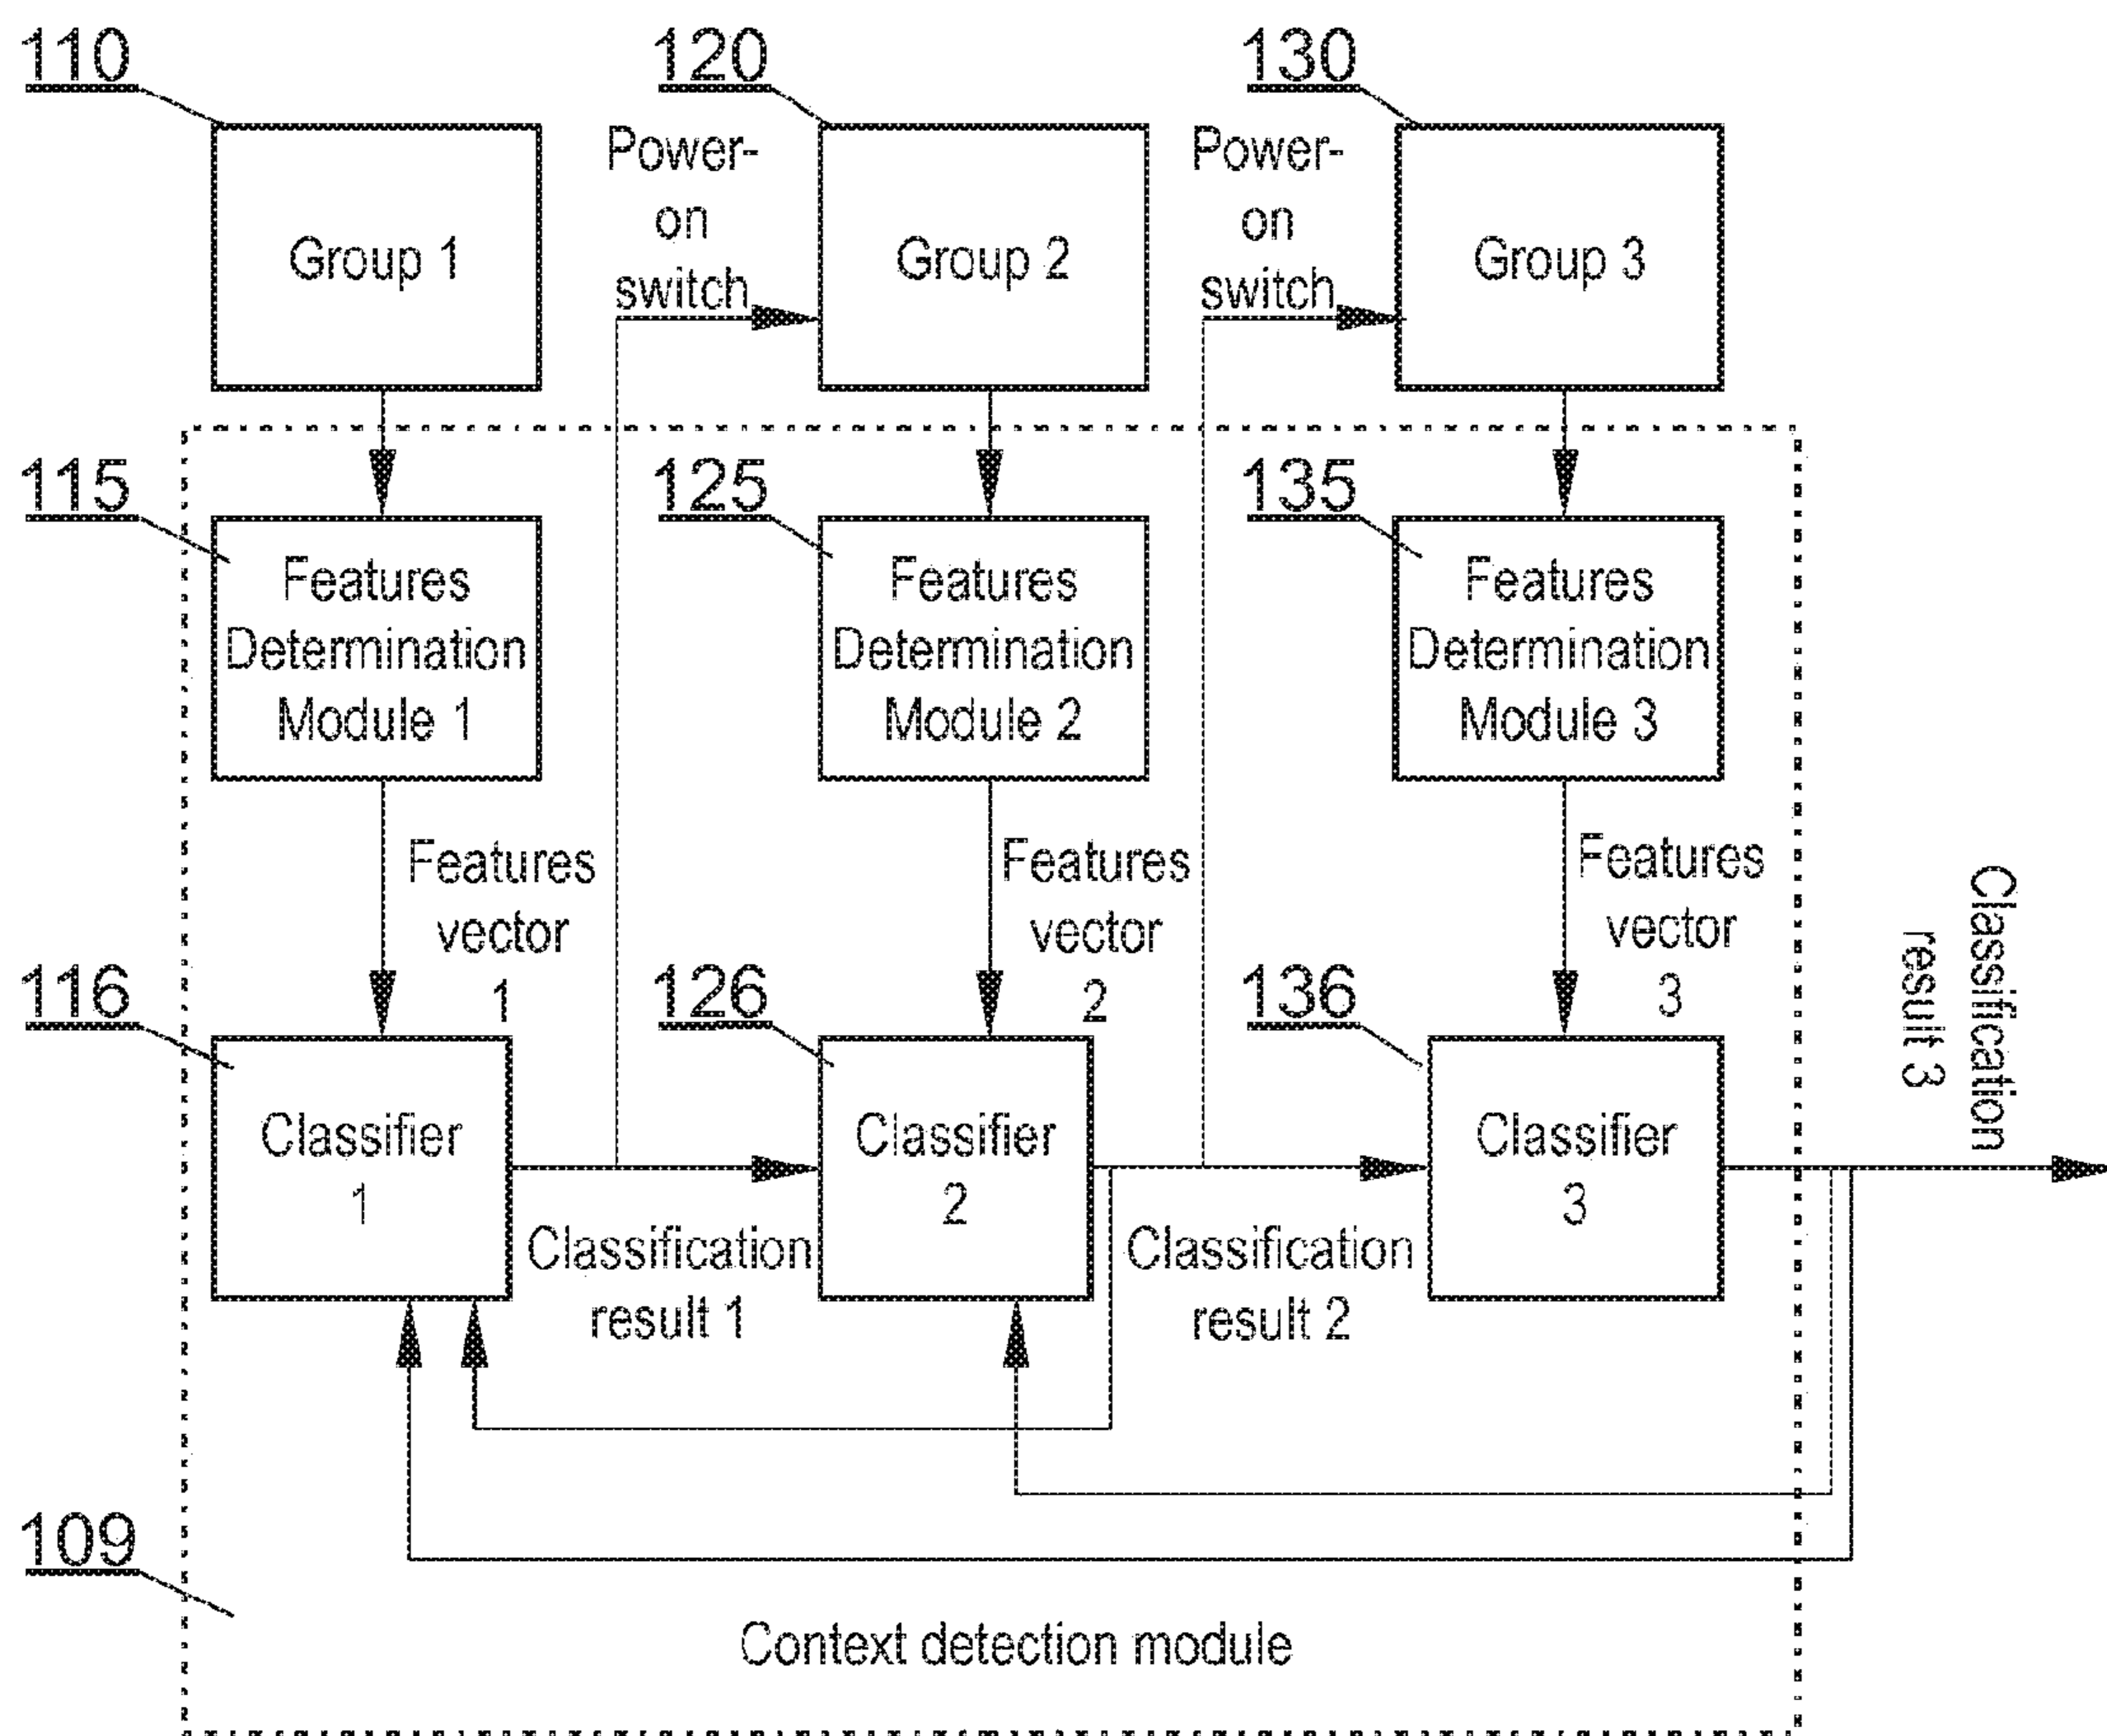 110
120
130
Group 1
Power-
on
switch
Group 2
Power-
on
switch
Group 3
115
125
135
Features
Determination
Module 1
Features
Determination
Module 2
Features
Determination
Module 3
Features
vector
1
Features
vector
2
Features
vector
3
116
126
136
Classifier
1
Classification
result 1
Classifier
2
Classification
result 2
Classifier
3
Classification
result 3
109
Context detection module